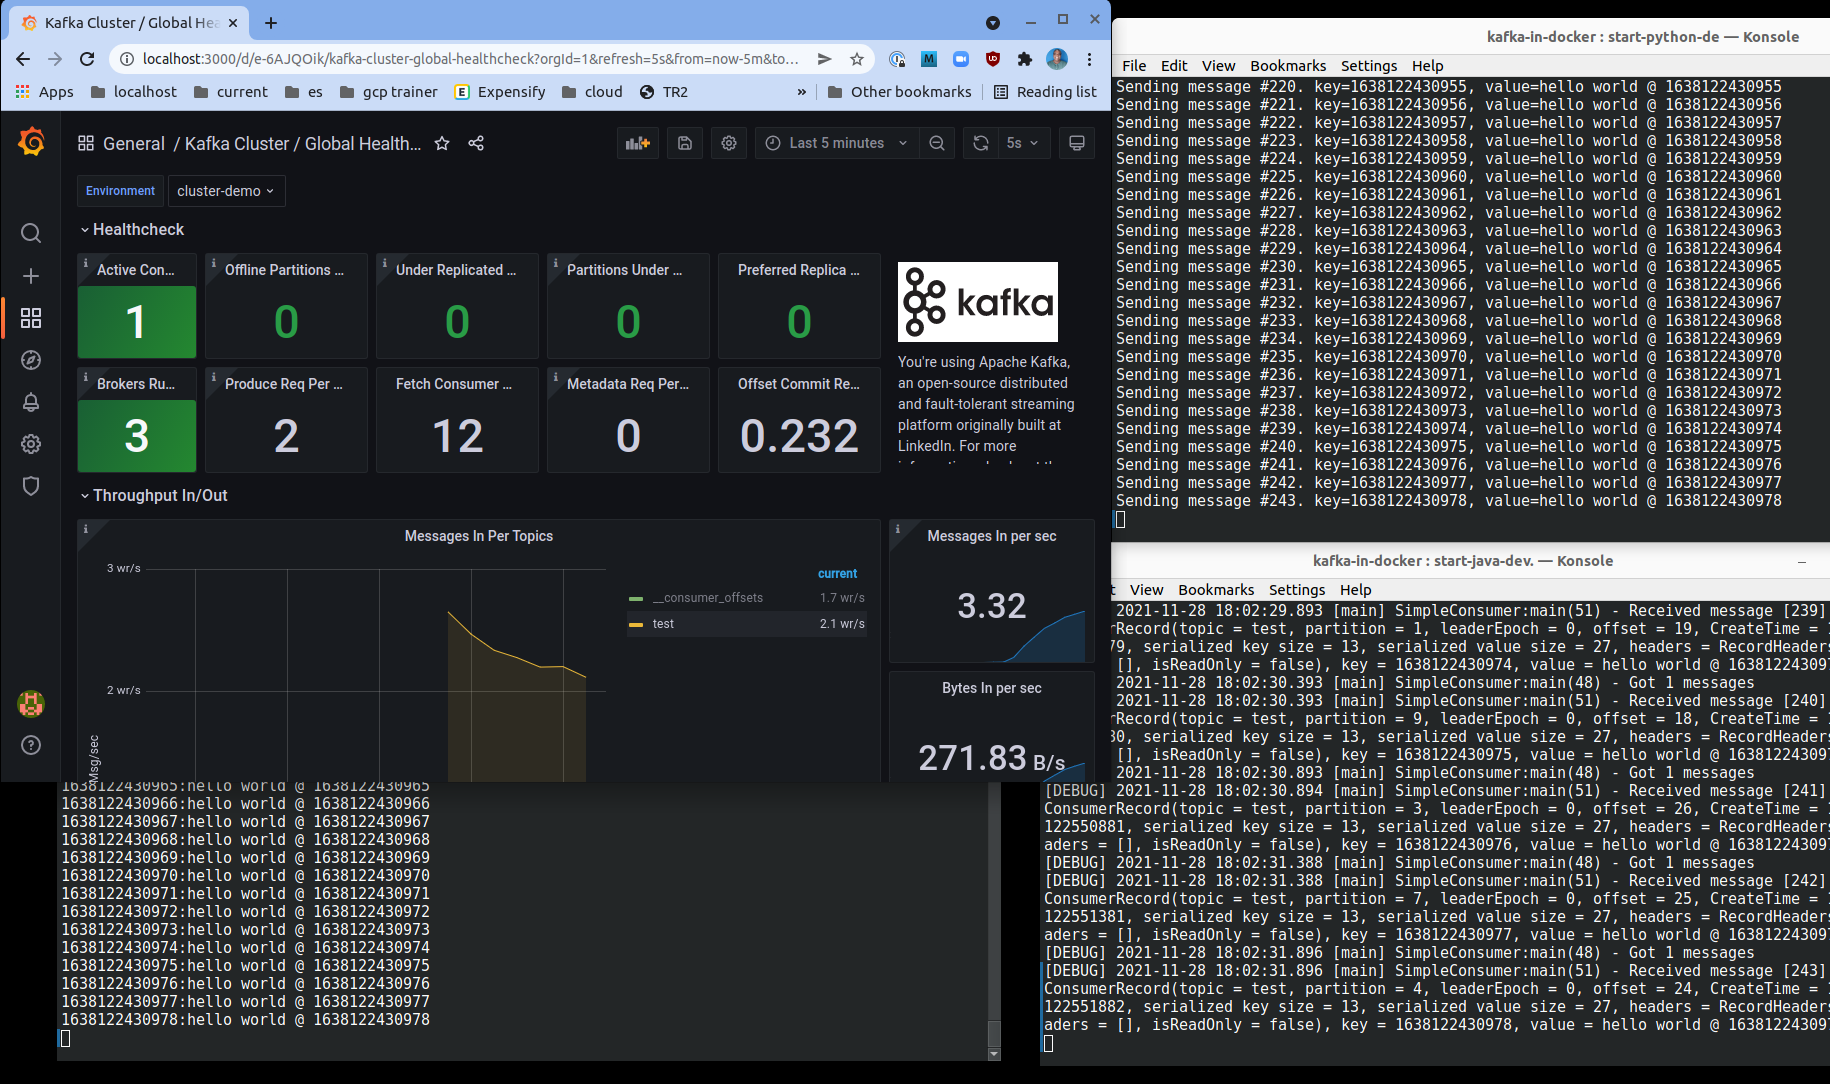 Kafka Cluster / Global Hea
localhost:3000/d/e-6AJQOik/kafka-cluster-global-healthcheck?orgId=1&refresh=5s&from=now-5m&to...
Apps localhost current es gcp trainer Expensify cloud TR2 » Other bookmarks Reading list
General / Kafka Cluster / Global Health...
Last 5 minutes
5s
Environment cluster-demo
Healthcheck
Active Con...
1
Offline Partitions ...
0
Under Replicated ...
0
Partitions Under ...
0
Preferred Replica ...
0
Brokers Ru...
3
Produce Req Per ...
2
Fetch Consumer ...
12
Metadata Req Per...
0
Offset Commit Re...
0.232
kafka
You're using Apache Kafka,
an open-source distributed
and fault-tolerant streaming
platform originally built at
LinkedIn. For more
Throughput In/Out
Messages In Per Topics
3 wr/s
2 wr/s
Msg/sec
current
__consumer_offsets 1.7 wr/s
test 2.1 wr/s
Messages In per sec
3.32
Bytes In per sec
271.83 B/s
kafka-in-docker : start-python-de — Konsole
File Edit View Bookmarks Settings Help
Sending message #220. key=1638122430955, value=hello world @ 1638122430955
Sending message #221. key=1638122430956, value=hello world @ 1638122430956
Sending message #222. key=1638122430957, value=hello world @ 1638122430957
Sending message #223. key=1638122430958, value=hello world @ 1638122430958
Sending message #224. key=1638122430959, value=hello world @ 1638122430959
Sending message #225. key=1638122430960, value=hello world @ 1638122430960
Sending message #226. key=1638122430961, value=hello world @ 1638122430961
Sending message #227. key=1638122430962, value=hello world @ 1638122430962
Sending message #228. key=1638122430963, value=hello world @ 1638122430963
Sending message #229. key=1638122430964, value=hello world @ 1638122430964
Sending message #230. key=1638122430965, value=hello world @ 1638122430965
Sending message #231. key=1638122430966, value=hello world @ 1638122430966
Sending message #232. key=1638122430967, value=hello world @ 1638122430967
Sending message #233. key=1638122430968, value=hello world @ 1638122430968
Sending message #234. key=1638122430969, value=hello world @ 1638122430969
Sending message #235. key=1638122430970, value=hello world @ 1638122430970
Sending message #236. key=1638122430971, value=hello world @ 1638122430971
Sending message #237. key=1638122430972, value=hello world @ 1638122430972
Sending message #238. key=1638122430973, value=hello world @ 1638122430973
Sending message #239. key=1638122430974, value=hello world @ 1638122430974
Sending message #240. key=1638122430975, value=hello world @ 1638122430975
Sending message #241. key=1638122430976, value=hello world @ 1638122430976
Sending message #242. key=1638122430977, value=hello world @ 1638122430977
Sending message #243. key=1638122430978, value=hello world @ 1638122430978
kafka-in-docker : start-java-dev. — Konsole
t View Bookmarks Settings Help
2021-11-28 18:02:29.893 [main] SimpleConsumer:main(51) - Received message [239]
rRecord(topic = test, partition = 1, leaderEpoch = 0, offset = 19, CreateTime = 1
79, serialized key size = 13, serialized value size = 27, headers = RecordHeaders
[], isReadOnly = false), key = 1638122430974, value = hello world @ 163812243097
2021-11-28 18:02:30.393 [main] SimpleConsumer:main(48) - Got 1 messages
2021-11-28 18:02:30.393 [main] SimpleConsumer:main(51) - Received message [240]
rRecord(topic = test, partition = 9, leaderEpoch = 0, offset = 18, CreateTime = 1
80, serialized key size = 13, serialized value size = 27, headers = RecordHeaders
[], isReadOnly = false), key = 1638122430975, value = hello world @ 163812243097
2021-11-28 18:02:30.893 [main] SimpleConsumer:main(48) - Got 1 messages
[DEBUG] 2021-11-28 18:02:30.894 [main] SimpleConsumer:main(51) - Received message [241]
ConsumerRecord(topic = test, partition = 3, leaderEpoch = 0, offset = 26, CreateTime = 1
122550881, serialized key size = 13, serialized value size = 27, headers = RecordHeaders
aders = [], isReadOnly = false), key = 1638122430976, value = hello world @ 163812243097
[DEBUG] 2021-11-28 18:02:31.388 [main] SimpleConsumer:main(48) - Got 1 messages
[DEBUG] 2021-11-28 18:02:31.388 [main] SimpleConsumer:main(51) - Received message [242]
ConsumerRecord(topic = test, partition = 7, leaderEpoch = 0, offset = 25, CreateTime = 1
122551381, serialized key size = 13, serialized value size = 27, headers = RecordHeaders
aders = [], isReadOnly = false), key = 1638122430977, value = hello world @ 163812243097
[DEBUG] 2021-11-28 18:02:31.896 [main] SimpleConsumer:main(48) - Got 1 messages
[DEBUG] 2021-11-28 18:02:31.896 [main] SimpleConsumer:main(51) - Received message [243]
ConsumerRecord(topic = test, partition = 4, leaderEpoch = 0, offset = 24, CreateTime = 1
122551882, serialized key size = 13, serialized value size = 27, headers = RecordHeaders
aders = [], isReadOnly = false), key = 1638122430978, value = hello world @ 163812243097
1638122430965:hello world @ 1638122430965
1638122430966:hello world @ 1638122430966
1638122430967:hello world @ 1638122430967
1638122430968:hello world @ 1638122430968
1638122430969:hello world @ 1638122430969
1638122430970:hello world @ 1638122430970
1638122430971:hello world @ 1638122430971
1638122430972:hello world @ 1638122430972
1638122430973:hello world @ 1638122430973
1638122430974:hello world @ 1638122430974
1638122430975:hello world @ 1638122430975
1638122430976:hello world @ 1638122430976
1638122430977:hello world @ 1638122430977
1638122430978:hello world @ 1638122430978